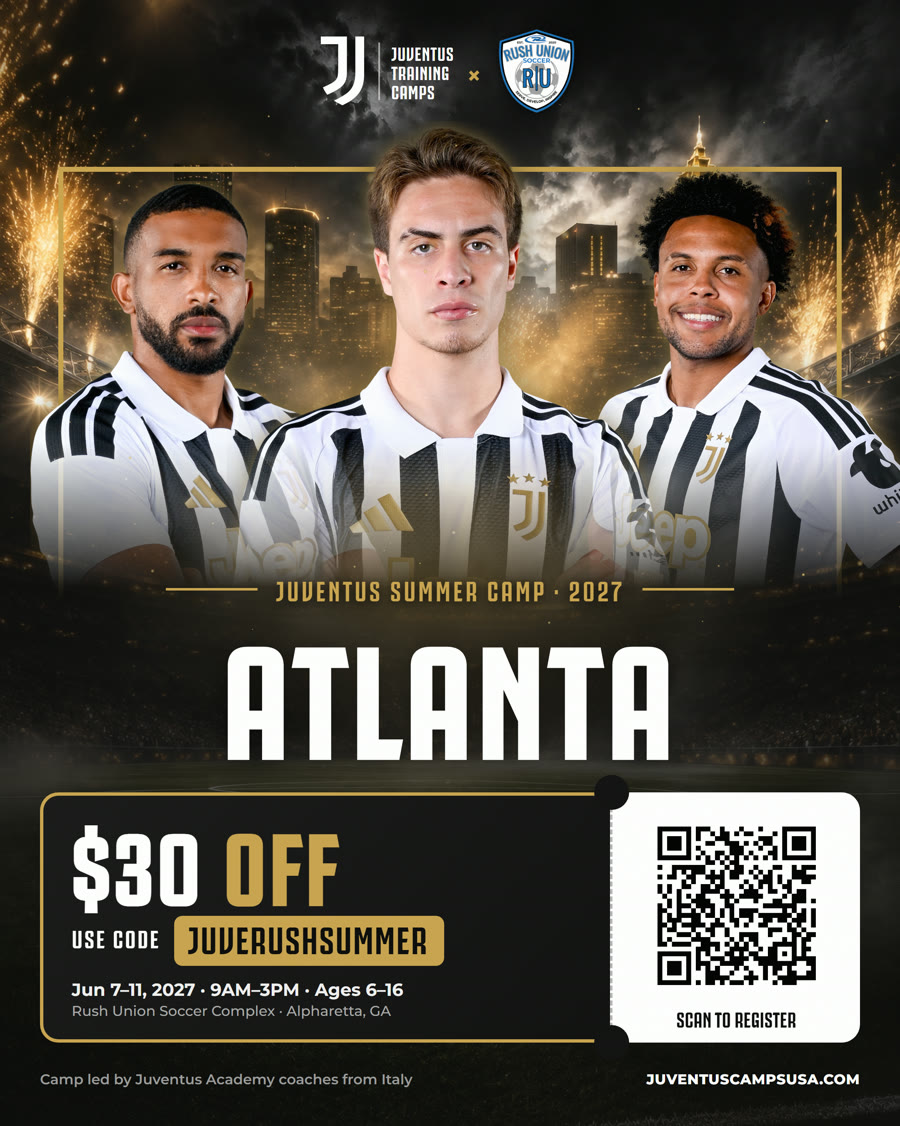 JUVENTUS
TRAINING
CAMPS
×
RUSH UNION
SOCCER
RU
JUVENTUS SUMMER CAMP · 2027
ATLANTA
$30 OFF
USE CODE JUVERUSHSUMMER
Jun 7–11, 2027 · 9AM–3PM · Ages 6–16
Rush Union Soccer Complex · Alpharetta, GA
SCAN TO REGISTER
Camp led by Juventus Academy coaches from Italy
JUVENTUSCAMPSUSA.COM